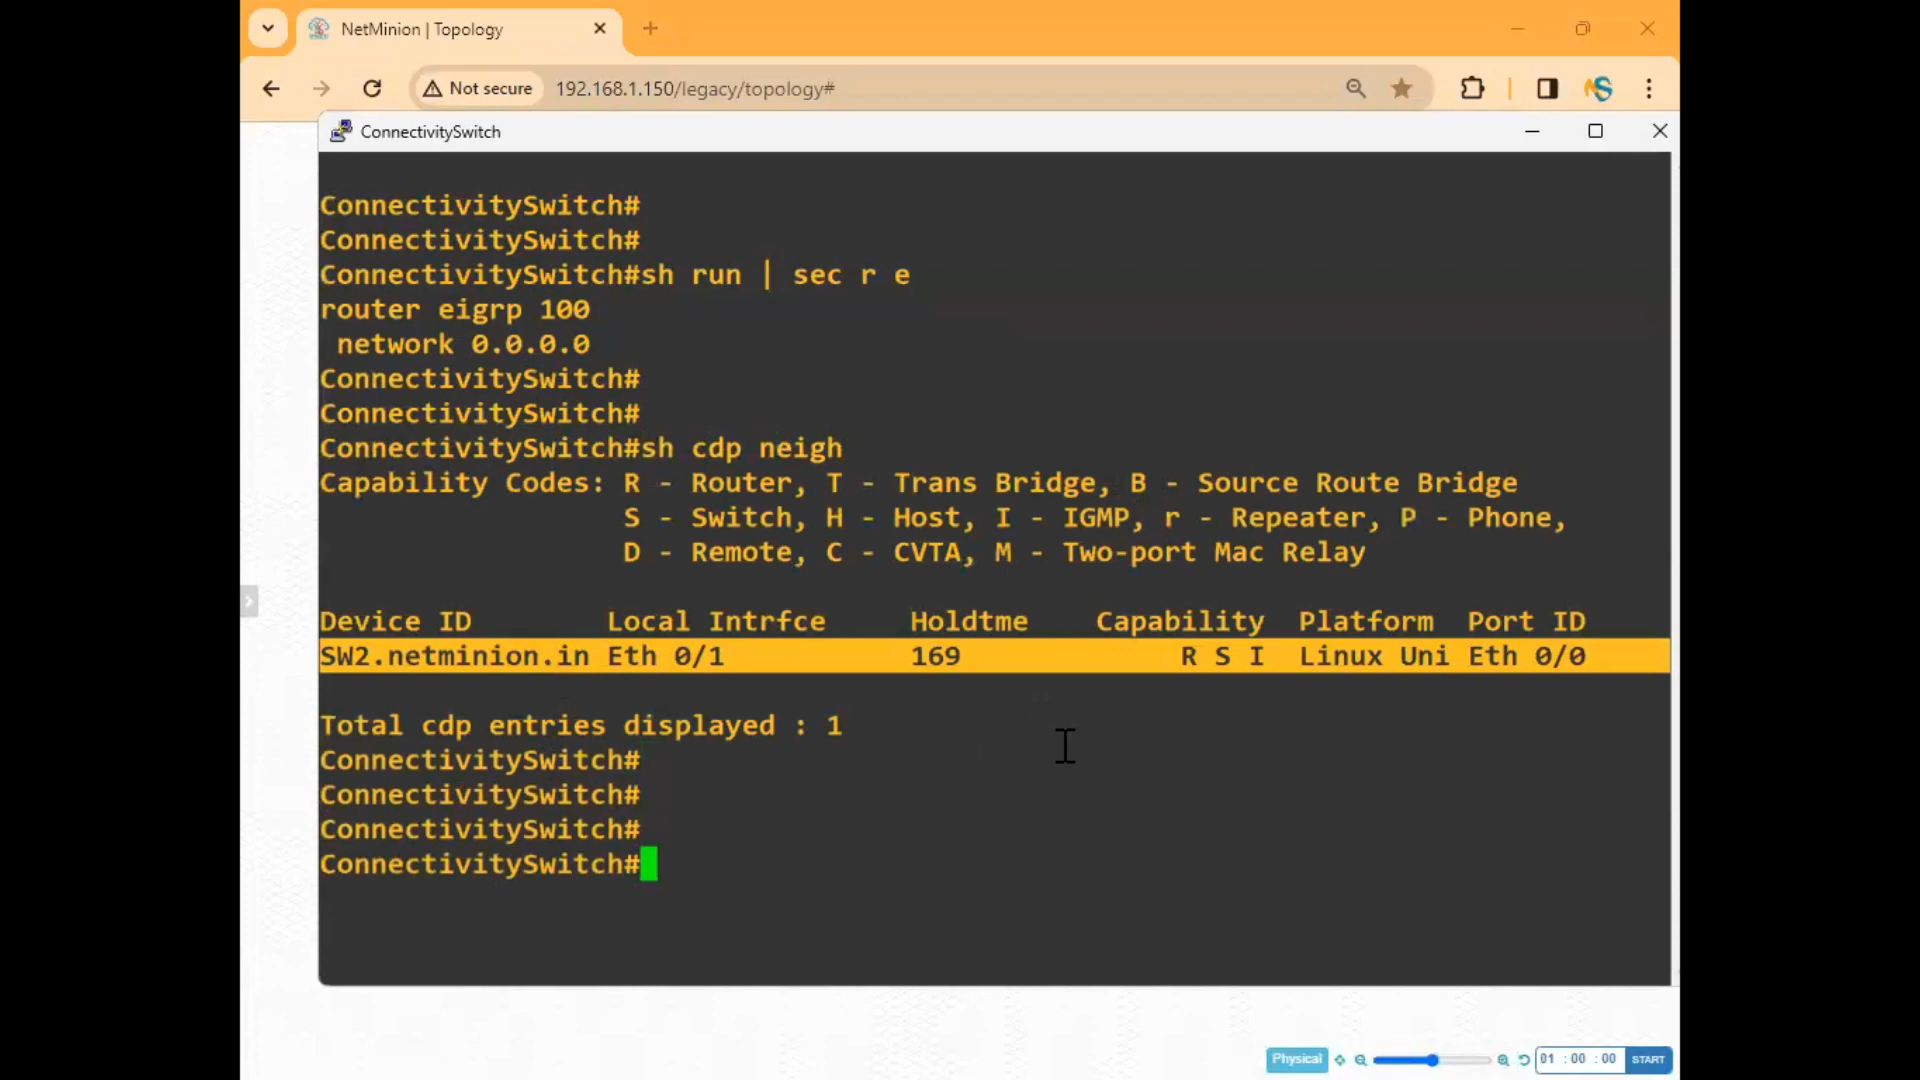 NetMinion | Topology
Not secure 192.168.1.150/legacy/topology#
ConnectivitySwitch
ConnectivitySwitch#
ConnectivitySwitch#
ConnectivitySwitch#sh run | sec r e
router eigrp 100
 network 0.0.0.0
ConnectivitySwitch#
ConnectivitySwitch#
ConnectivitySwitch#sh cdp neigh
Capability Codes: R - Router, T - Trans Bridge, B - Source Route Bridge
                  S - Switch, H - Host, I - IGMP, r - Repeater, P - Phone,
                  D - Remote, C - CVTA, M - Two-port Mac Relay
Device ID        Local Intrfce     Holdtme    Capability  Platform  Port ID
SW2.netminion.in Eth 0/1           169             R S I  Linux Uni Eth 0/0
Total cdp entries displayed : 1
ConnectivitySwitch#
ConnectivitySwitch#
ConnectivitySwitch#
ConnectivitySwitch#
Physical 01 : 00 : 00 START